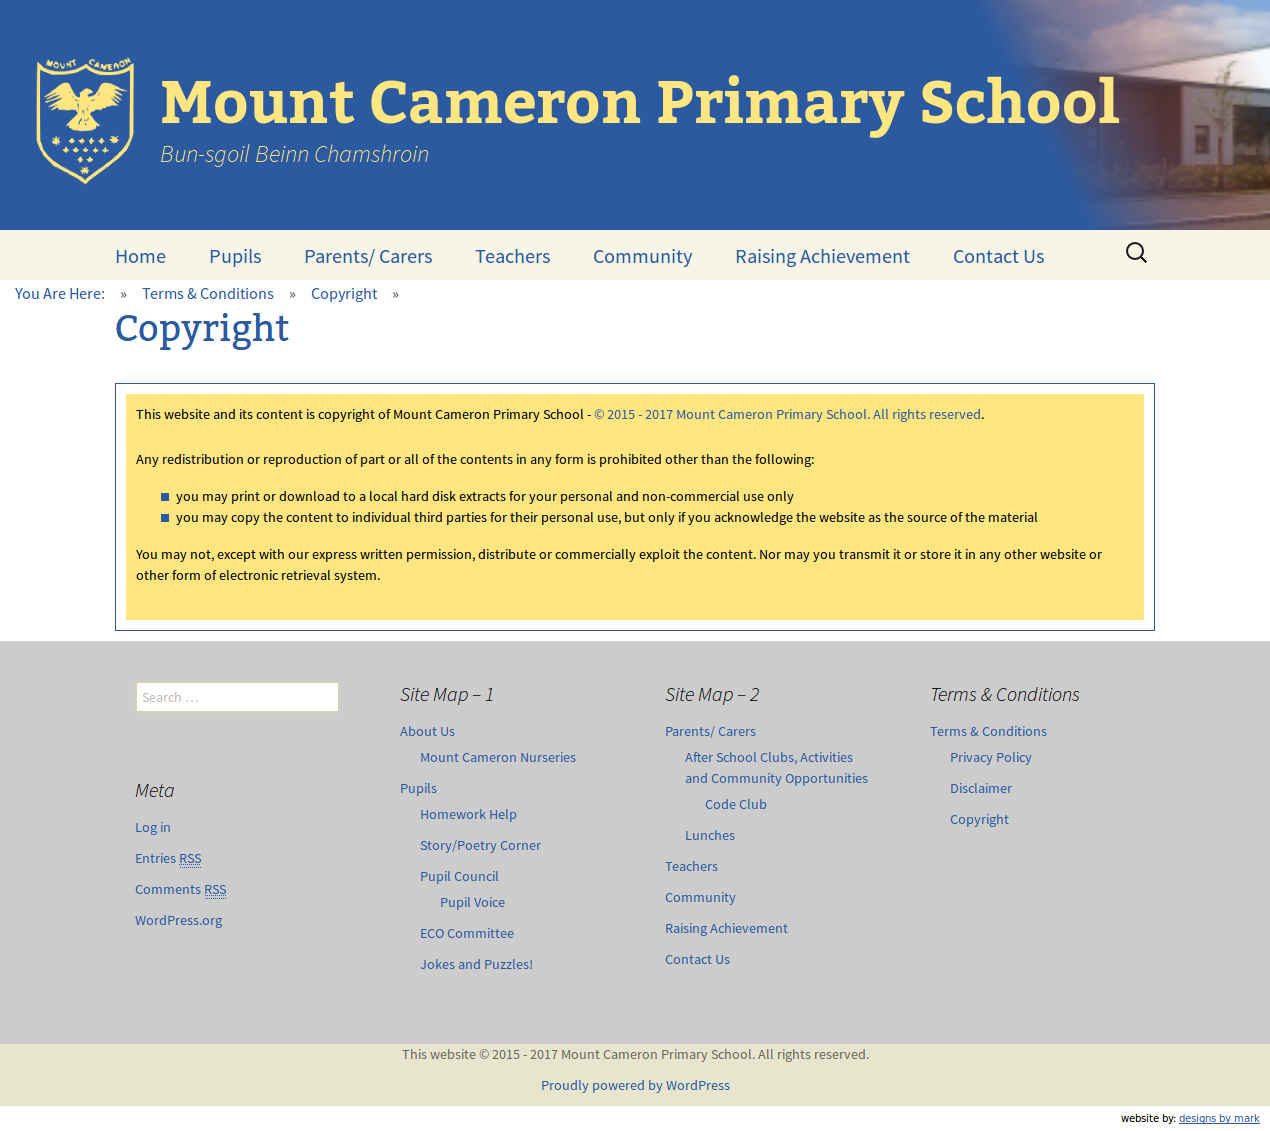 MOUNT CAMERON
Mount Cameron Primary School
Bun-sgoil Beinn Chamshroin
Home Pupils Parents/ Carers Teachers Community Raising Achievement Contact Us
You Are Here: » Terms & Conditions » Copyright »
Copyright
This website and its content is copyright of Mount Cameron Primary School - © 2015 - 2017 Mount Cameron Primary School. All rights reserved.
Any redistribution or reproduction of part or all of the contents in any form is prohibited other than the following:
you may print or download to a local hard disk extracts for your personal and non-commercial use only
you may copy the content to individual third parties for their personal use, but only if you acknowledge the website as the source of the material
You may not, except with our express written permission, distribute or commercially exploit the content. Nor may you transmit it or store it in any other website or
other form of electronic retrieval system.
Search …
Meta
Log in
Entries RSS
Comments RSS
WordPress.org
Site Map – 1
About Us
Mount Cameron Nurseries
Pupils
Homework Help
Story/Poetry Corner
Pupil Council
Pupil Voice
ECO Committee
Jokes and Puzzles!
Site Map – 2
Parents/ Carers
After School Clubs, Activities
and Community Opportunities
Code Club
Lunches
Teachers
Community
Raising Achievement
Contact Us
Terms & Conditions
Terms & Conditions
Privacy Policy
Disclaimer
Copyright
This website © 2015 - 2017 Mount Cameron Primary School. All rights reserved.
Proudly powered by WordPress
website by: designs by mark